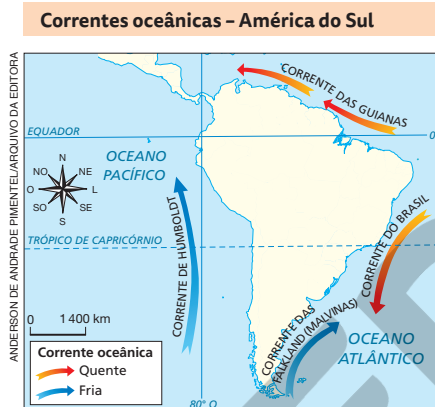 Correntes oceânicas – América do Sul
ANDERSON DE ANDRADE PIMENTEL/ARQUIVO DA EDITORA
80° O
CORRENTE DAS GUIANAS
EQUADOR
0°
OCEANO
PACÍFICO
N
NO
NE
O
L
SO
SE
S
CORRENTE DE HUMBOLDT
CORRENTE DO BRASIL
TRÓPICO DE CAPRICÓRNIO
0
1 400 km
CORRENTE DAS
FALKLAND (MALVINAS)
OCEANO
ATLÂNTICO
Corrente oceânica
Quente
Fria
80° O